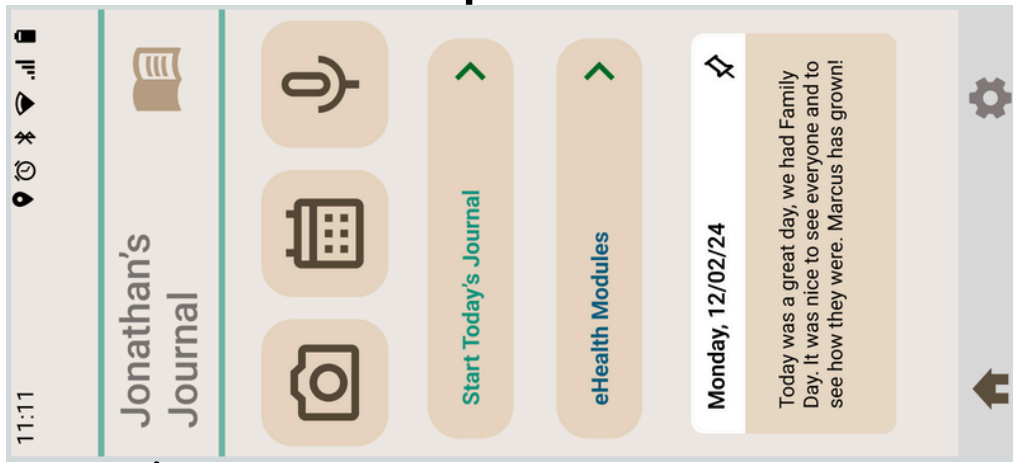 11:11
Jonathan's
Journal
Start Today's Journal
eHealth Modules
Monday, 12/02/24
Today was a great day, we had Family
Day. It was nice to see everyone and to
see how they were. Marcus has grown!